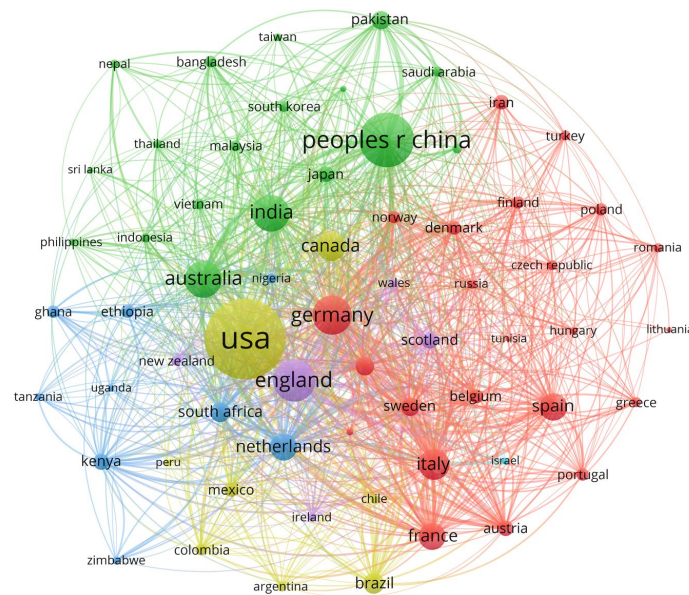 pakistan
taiwan
nepal
bangladesh
saudi arabia
south korea
iran
peoples r china
turkey
thailand
malaysia
sri lanka
japan
vietnam
india
norway
finland
poland
denmark
philippines
indonesia
canada
romania
czech republic
australia
nigeria
wales
russia
ghana
ethiopia
germany
usa
scotland
tunisia
hungary
lithuania
new zealand
england
uganda
tanzania
south africa
sweden
belgium
spain
greece
netherlands
kenya
peru
italy
israel
portugal
mexico
chile
ireland
france
austria
colombia
zimbabwe
argentina
brazil